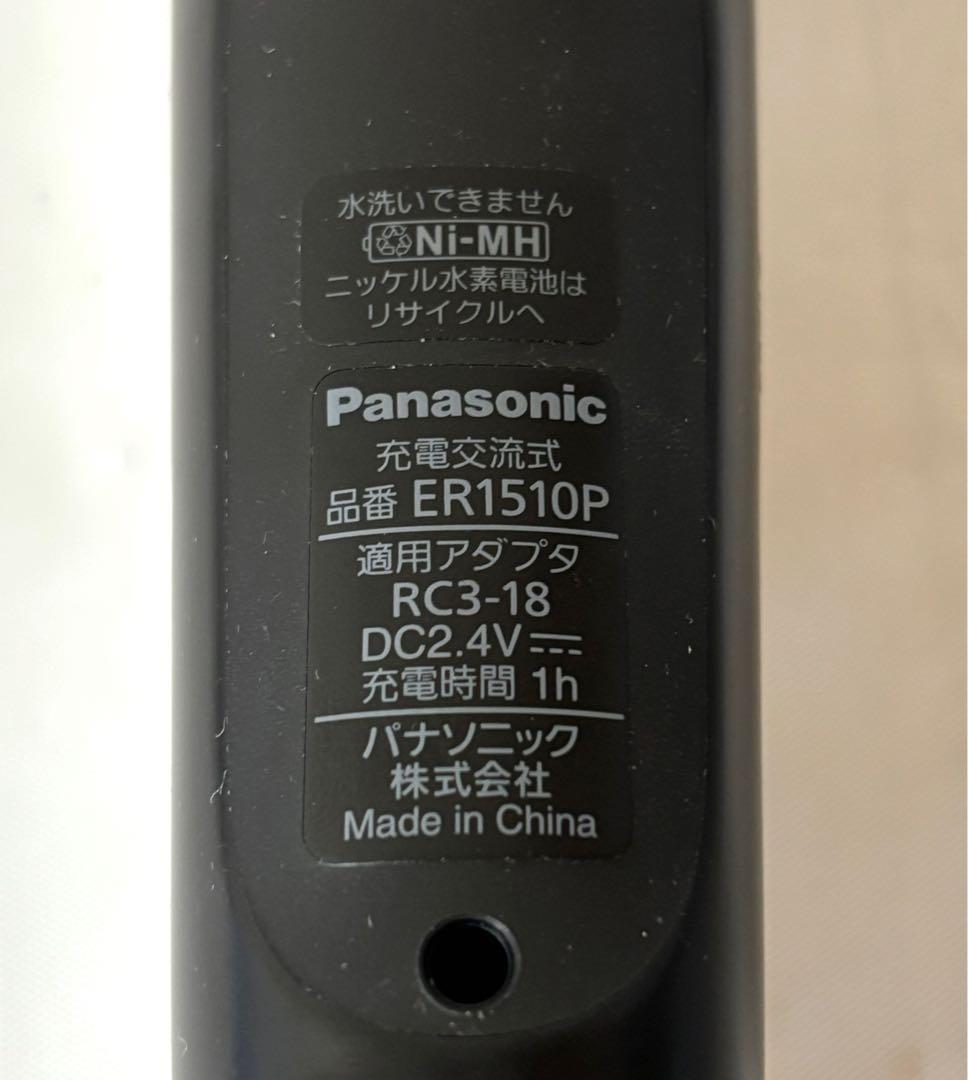 水洗いできません
Ni-MH
ニッケル水素電池は
リサイクルへ
Panasonic
充電交流式
品番 ER1510P
適用アダプタ
RC3-18
DC2.4V⎓
充電時間 1h
パナソニック
株式会社
Made in China